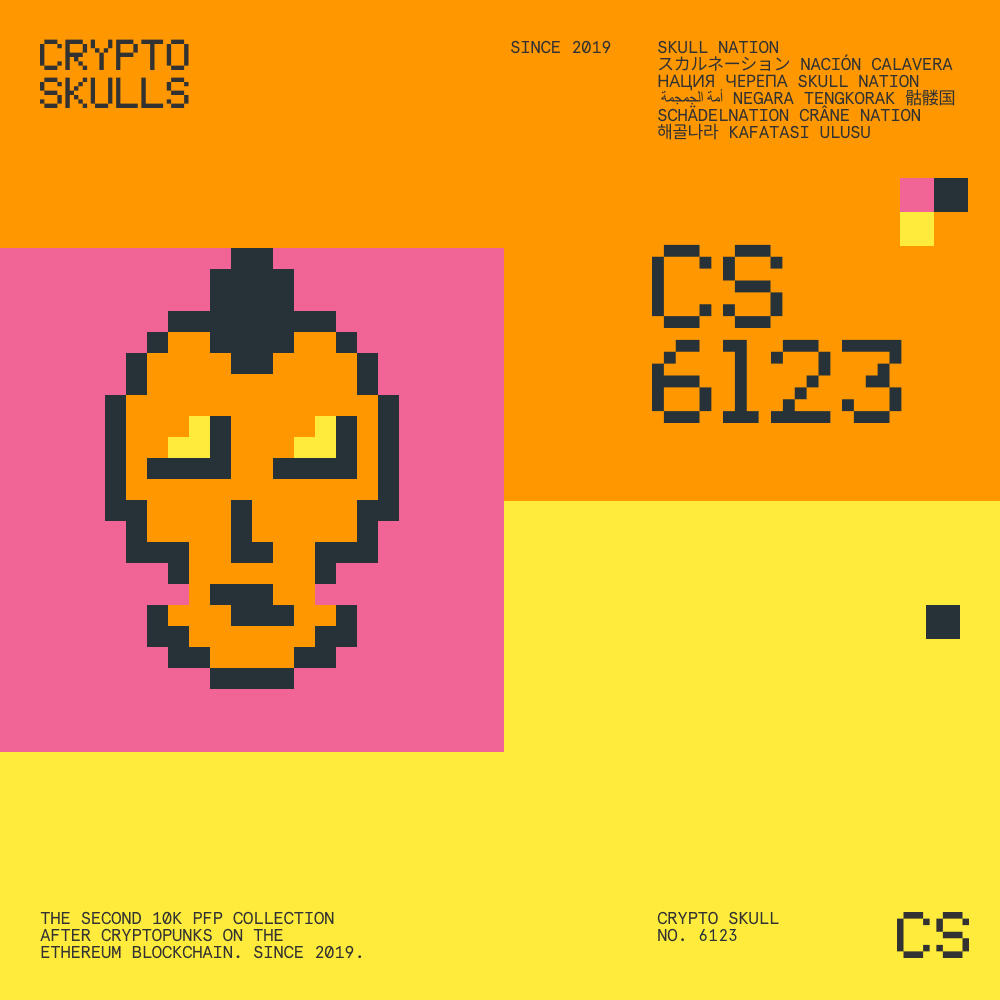 CRYPTO
SKULLS
SINCE 2019
SKULL NATION
スカルネーション NACIÓN CALAVERA
НАЦИЯ ЧЕРЕПА SKULL NATION
أمة الجمجمة NEGARA TENGKORAK 骷髅国
SCHÄDELNATION CRÂNE NATION
해골나라 KAFATASI ULUSU
CS
6123
THE SECOND 10K PFP COLLECTION
AFTER CRYPTOPUNKS ON THE
ETHEREUM BLOCKCHAIN. SINCE 2019.
CRYPTO SKULL
NO. 6123
CS